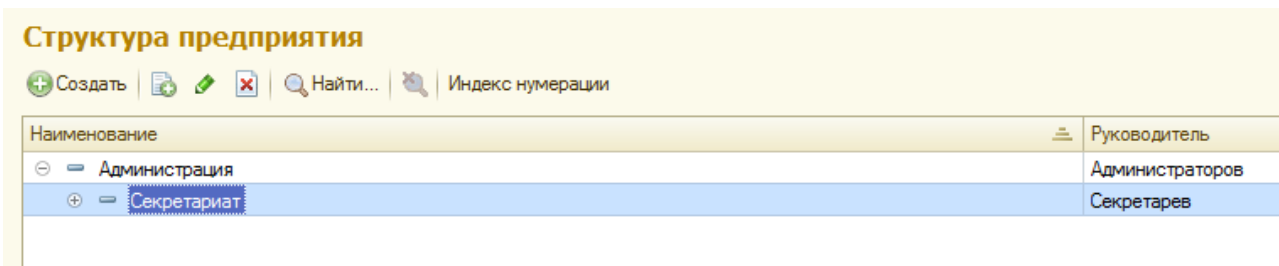 Структура предприятия
Создать Найти... Индекс нумерации
Наименование Руководитель
Администрация Администраторов
Секретариат Секретарев